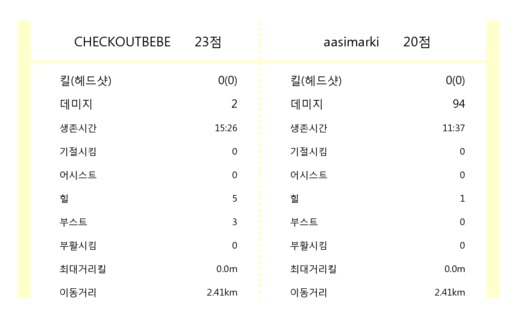 CHECKOUTBEBE 23점 aasimarki 20점
킬(헤드샷) 0(0) 킬(헤드샷) 0(0)
데미지 2 데미지 94
생존시간 15:26 생존시간 11:37
기절시킴 0 기절시킴 0
어시스트 0 어시스트 0
힐 5 힐 1
부스트 3 부스트 0
부활시킴 0 부활시킴 0
최대거리킬 0.0m 최대거리킬 0.0m
이동거리 2.41km 이동거리 2.41km